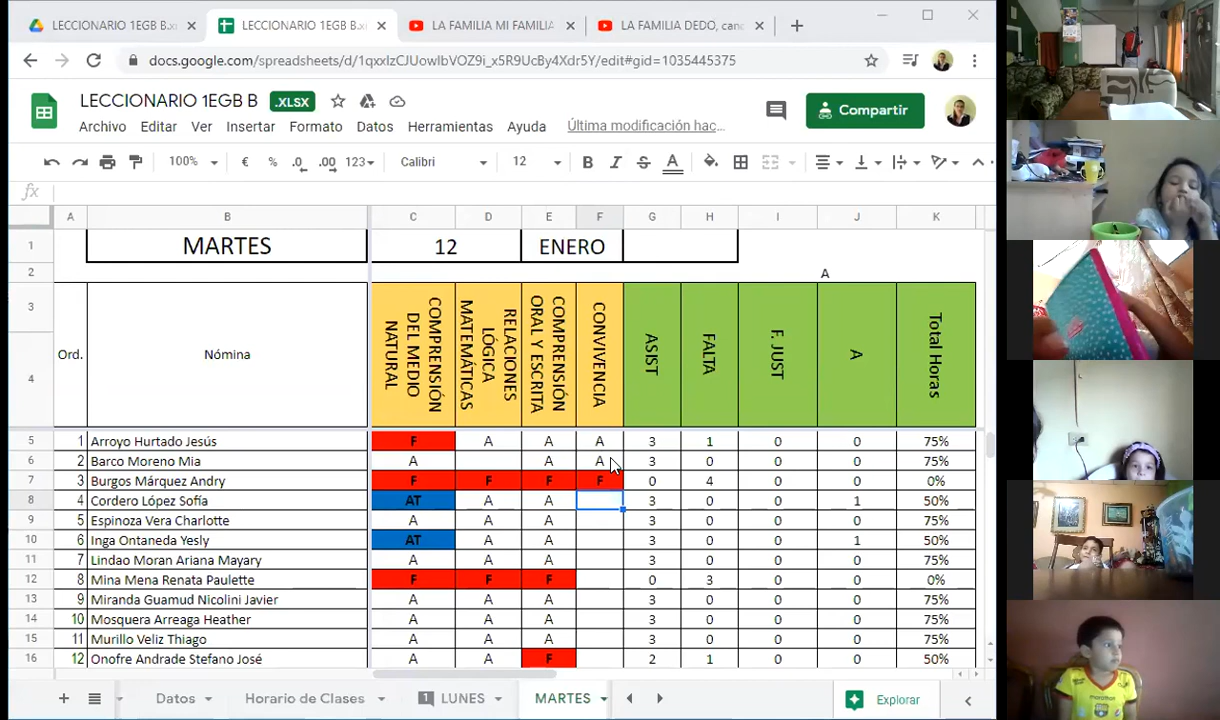 LECCIONARIO 1EGB B.x
LECCIONARIO 1EGB B.x
LA FAMILIA MI FAMILIA
LA FAMILIA DEDO, canc
docs.google.com/spreadsheets/d/1qxxIzCJUowIbVOZ9i_x5R9UcBy4Xdr5Y/edit#gid=1035445375
LECCIONARIO 1EGB B .XLSX
Compartir
Archivo Editar Ver Insertar Formato Datos Herramientas Ayuda Última modificación hac…
100% € % .0 .00 123 Calibri 12 B I S A
fx
A B C D E F G H I J K
1 MARTES 12 ENERO
2 A
3
4
Ord. Nómina COMPRENSIÓN DEL MEDIO NATURAL RELACIONES LÓGICA MATEMÁTICAS COMPRENSIÓN ORAL Y ESCRITA CONVIVENCIA ASIST FALTA F. JUST A Total Horas
5 1 Arroyo Hurtado Jesús F A A A 3 1 0 0 75%
6 2 Barco Moreno Mia A A A 3 0 0 0 75%
7 3 Burgos Márquez Andry F F F F 0 4 0 0 0%
8 4 Cordero López Sofía AT A A 3 0 0 1 50%
9 5 Espinoza Vera Charlotte A A A 3 0 0 0 75%
10 6 Inga Ontaneda Yesly AT A A 3 0 0 1 50%
11 7 Lindao Moran Ariana Mayary A A A 3 0 0 0 75%
12 8 Mina Mena Renata Paulette F F F 0 3 0 0 0%
13 9 Miranda Guamud Nicolini Javier A A A 3 0 0 0 75%
14 10 Mosquera Arreaga Heather A A A 3 0 0 0 75%
15 11 Murillo Veliz Thiago A A A 3 0 0 0 75%
16 12 Onofre Andrade Stefano José A A F 2 1 0 0 50%
Datos Horario de Clases 1 LUNES MARTES Explorar